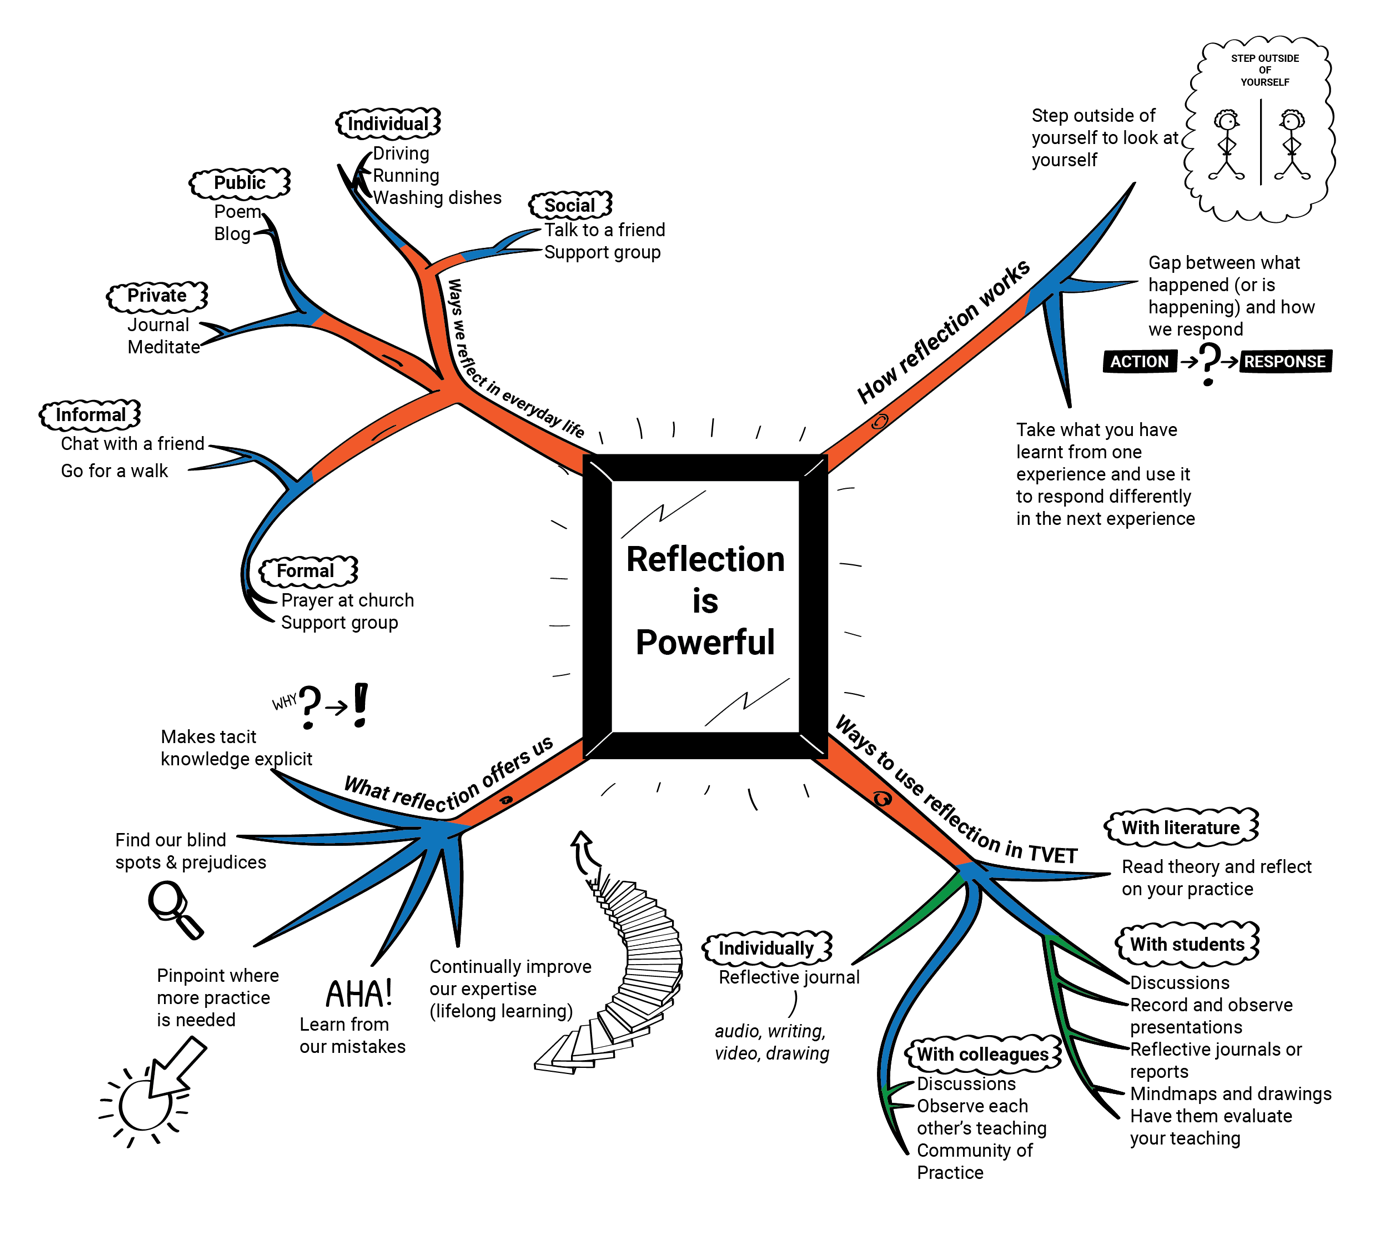 Reflection
is
Powerful
Ways we reflect in everyday life
Individual
Driving
Running
Washing dishes
Social
Talk to a friend
Support group
Public
Poem
Blog
Private
Journal
Meditate
Informal
Chat with a friend
Go for a walk
Formal
Prayer at church
Support group
How reflection works
Step outside of
yourself to look at
yourself
STEP OUTSIDE
OF
YOURSELF
Gap between what
happened (or is
happening) and how
we respond
ACTION → ? → RESPONSE
Take what you have
learnt from one
experience and use it
to respond differently
in the next experience
What reflection offers us
WHY ? → !
Makes tacit
knowledge explicit
Find our blind
spots & prejudices
Pinpoint where
more practice
is needed
AHA!
Learn from
our mistakes
Continually improve
our expertise
(lifelong learning)
Ways to use reflection in TVET
With literature
Read theory and reflect
on your practice
With students
Discussions
Record and observe
presentations
Reflective journals or
reports
Mindmaps and drawings
Have them evaluate
your teaching
Individually
Reflective journal
audio, writing,
video, drawing
With colleagues
Discussions
Observe each
other’s teaching
Community of
Practice